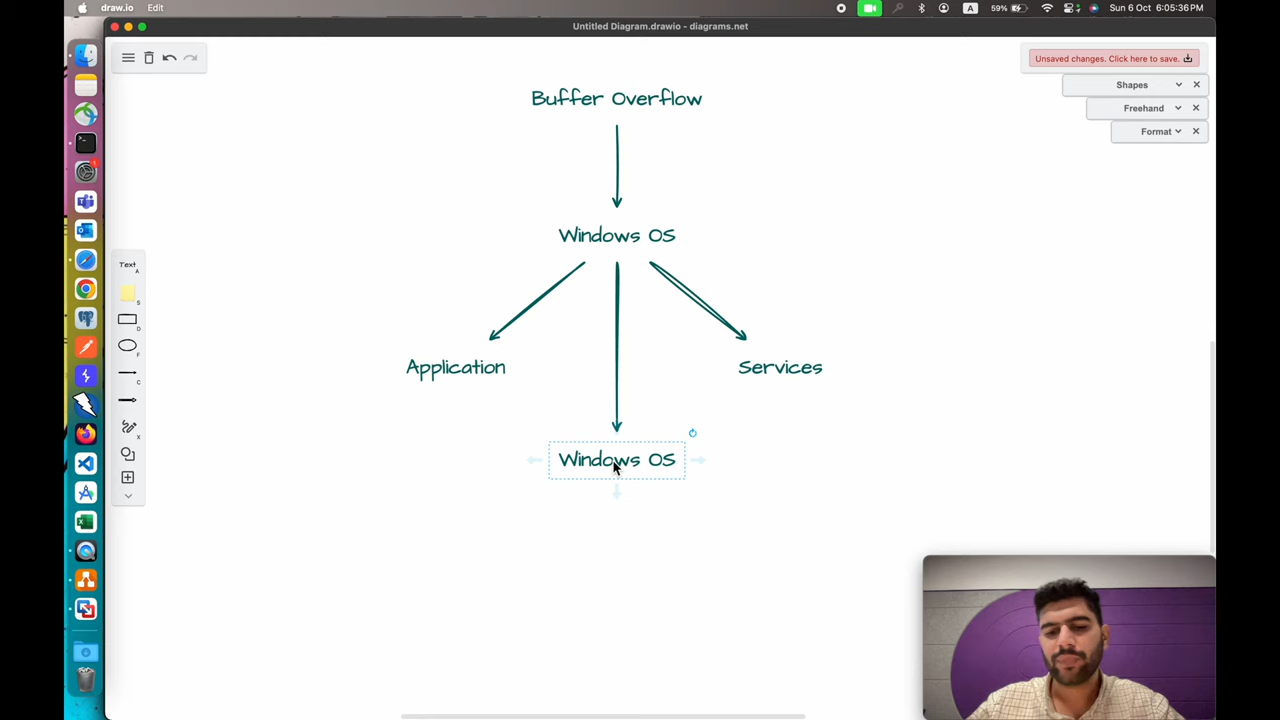 draw.io Edit
59% A Sun 6 Oct 6:05:36 PM
Untitled Diagram.drawio - diagrams.net
Unsaved changes. Click here to save.
Shapes
Freehand
Format
Buffer Overflow
Windows OS
Application
Services
Windows OS
Text
A
S
D
F
C
X
1